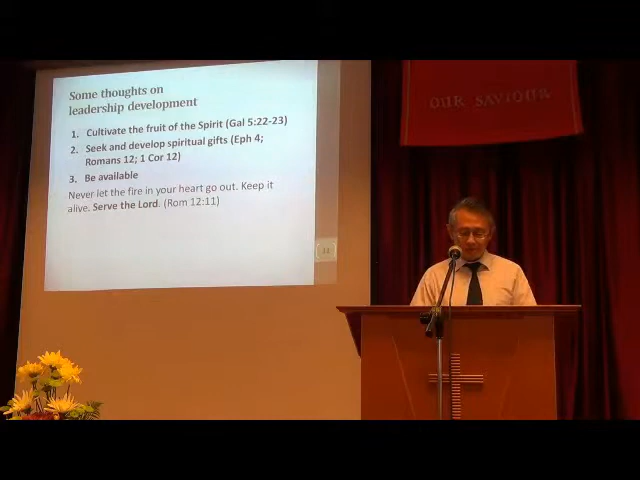 Some thoughts on
leadership development
1. Cultivate the fruit of the Spirit (Gal 5:22-23)
2. Seek and develop spiritual gifts (Eph 4;
Romans 12; 1 Cor 12)
3. Be available
Never let the fire in your heart go out. Keep it
alive. Serve the Lord. (Rom 12:11)
OUR SAVIOUR